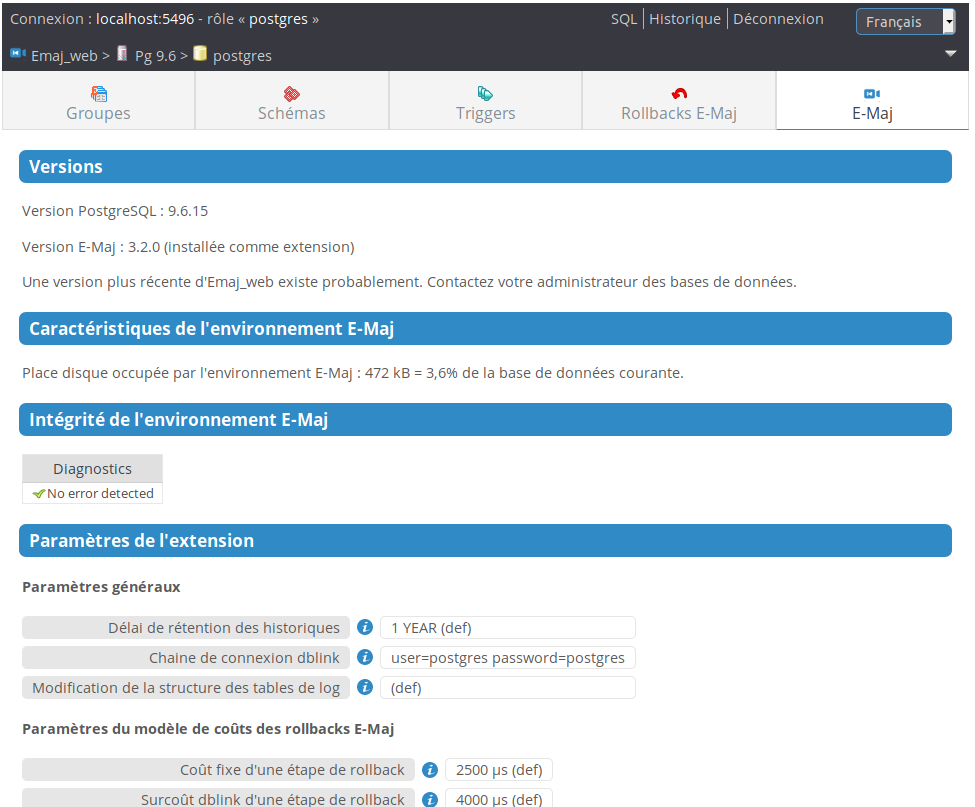 Connexion : localhost:5496 - rôle « postgres »
SQL Historique Déconnexion Français
Emaj_web > Pg 9.6 > postgres
Groupes Schémas Triggers Rollbacks E-Maj E-Maj
Versions
Version PostgreSQL : 9.6.15
Version E-Maj : 3.2.0 (installée comme extension)
Une version plus récente d'Emaj_web existe probablement. Contactez votre administrateur des bases de données.
Caractéristiques de l'environnement E-Maj
Place disque occupée par l'environnement E-Maj : 472 kB = 3,6% de la base de données courante.
Intégrité de l'environnement E-Maj
Diagnostics
No error detected
Paramètres de l'extension
Paramètres généraux
Délai de rétention des historiques 1 YEAR (def)
Chaine de connexion dblink user=postgres password=postgres
Modification de la structure des tables de log (def)
Paramètres du modèle de coûts des rollbacks E-Maj
Coût fixe d'une étape de rollback 2500 µs (def)
Surcoût dblink d'une étape de rollback 4000 µs (def)